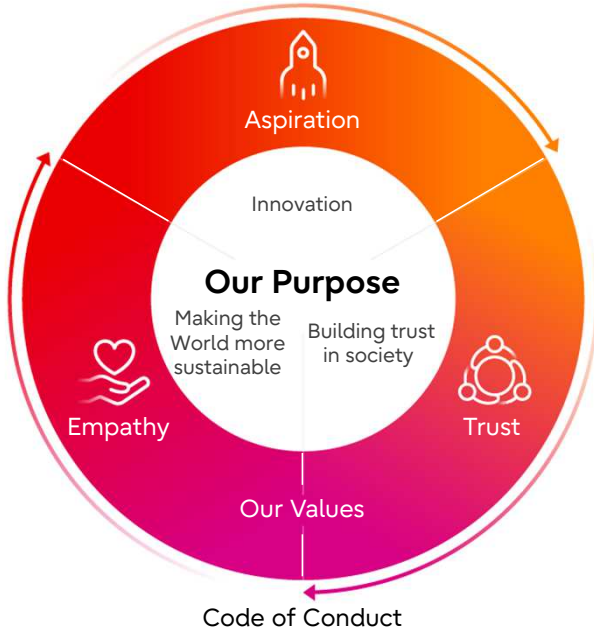 Aspiration
Innovation
Our Purpose
Making the
World more
sustainable
Building trust
in society
Empathy
Trust
Our Values
Code of Conduct